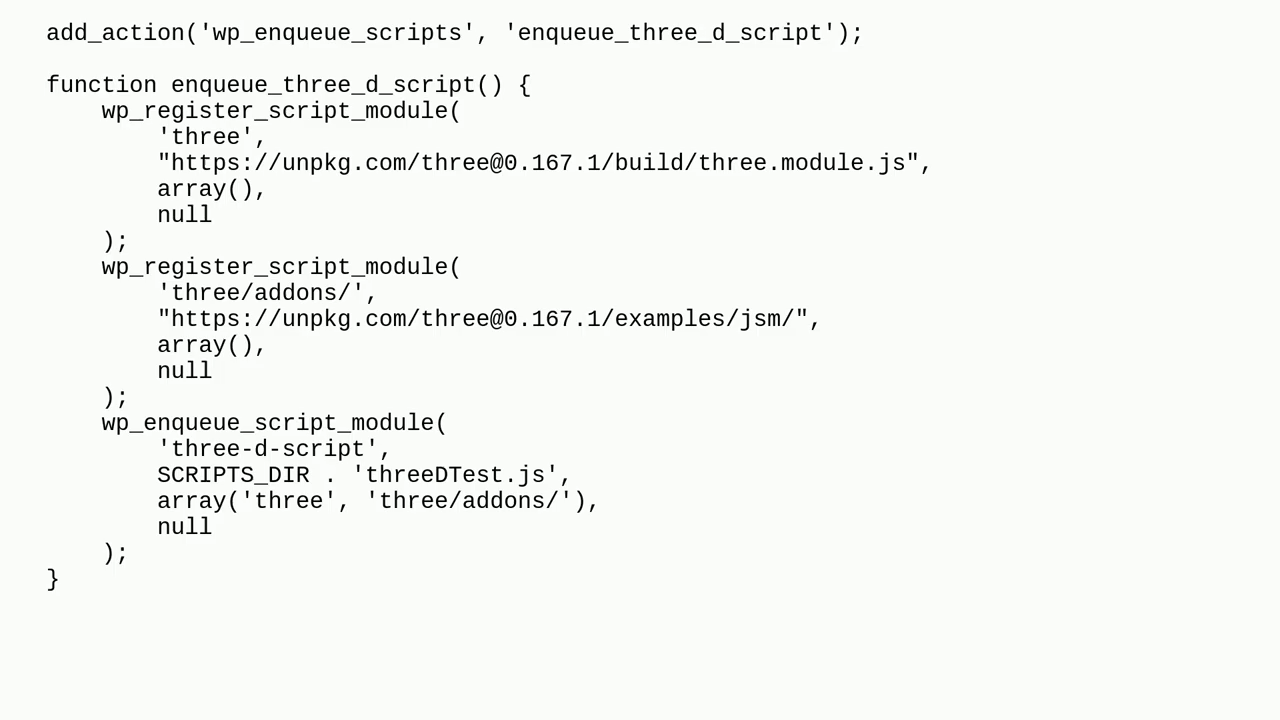 add_action('wp_enqueue_scripts', 'enqueue_three_d_script');
function enqueue_three_d_script() {
    wp_register_script_module(
        'three',
        "https://unpkg.com/three@0.167.1/build/three.module.js",
        array(),
        null
    );
    wp_register_script_module(
        'three/addons/',
        "https://unpkg.com/three@0.167.1/examples/jsm/",
        array(),
        null
    );
    wp_enqueue_script_module(
        'three-d-script',
        SCRIPTS_DIR . 'threeDTest.js',
        array('three', 'three/addons/'),
        null
    );
}